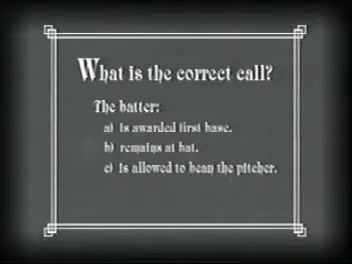 What is the correct call?
The batter:
a) is awarded first base.
b) remains at bat.
c) is allowed to bean the pitcher.